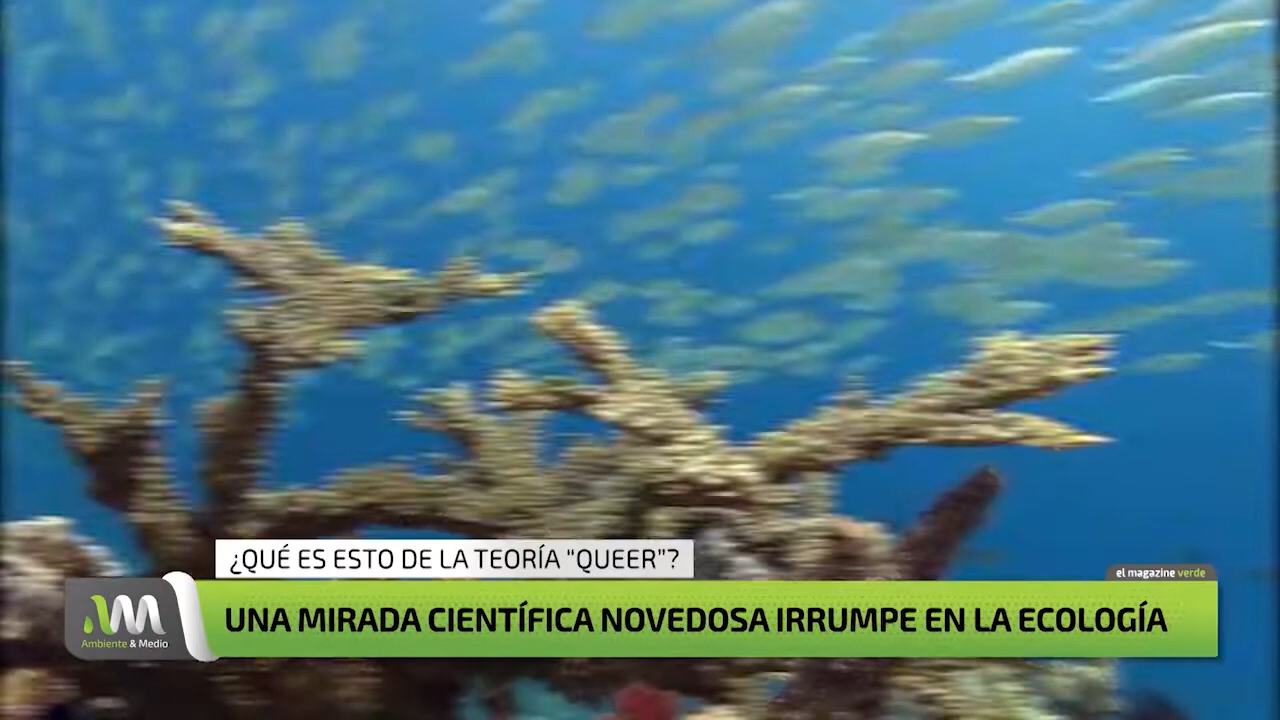 ¿QUÉ ES ESTO DE LA TEORÍA “QUEER”?
el magazine verde
UNA MIRADA CIENTÍFICA NOVEDOSA IRRUMPE EN LA ECOLOGÍA
AM
Ambiente & Medio